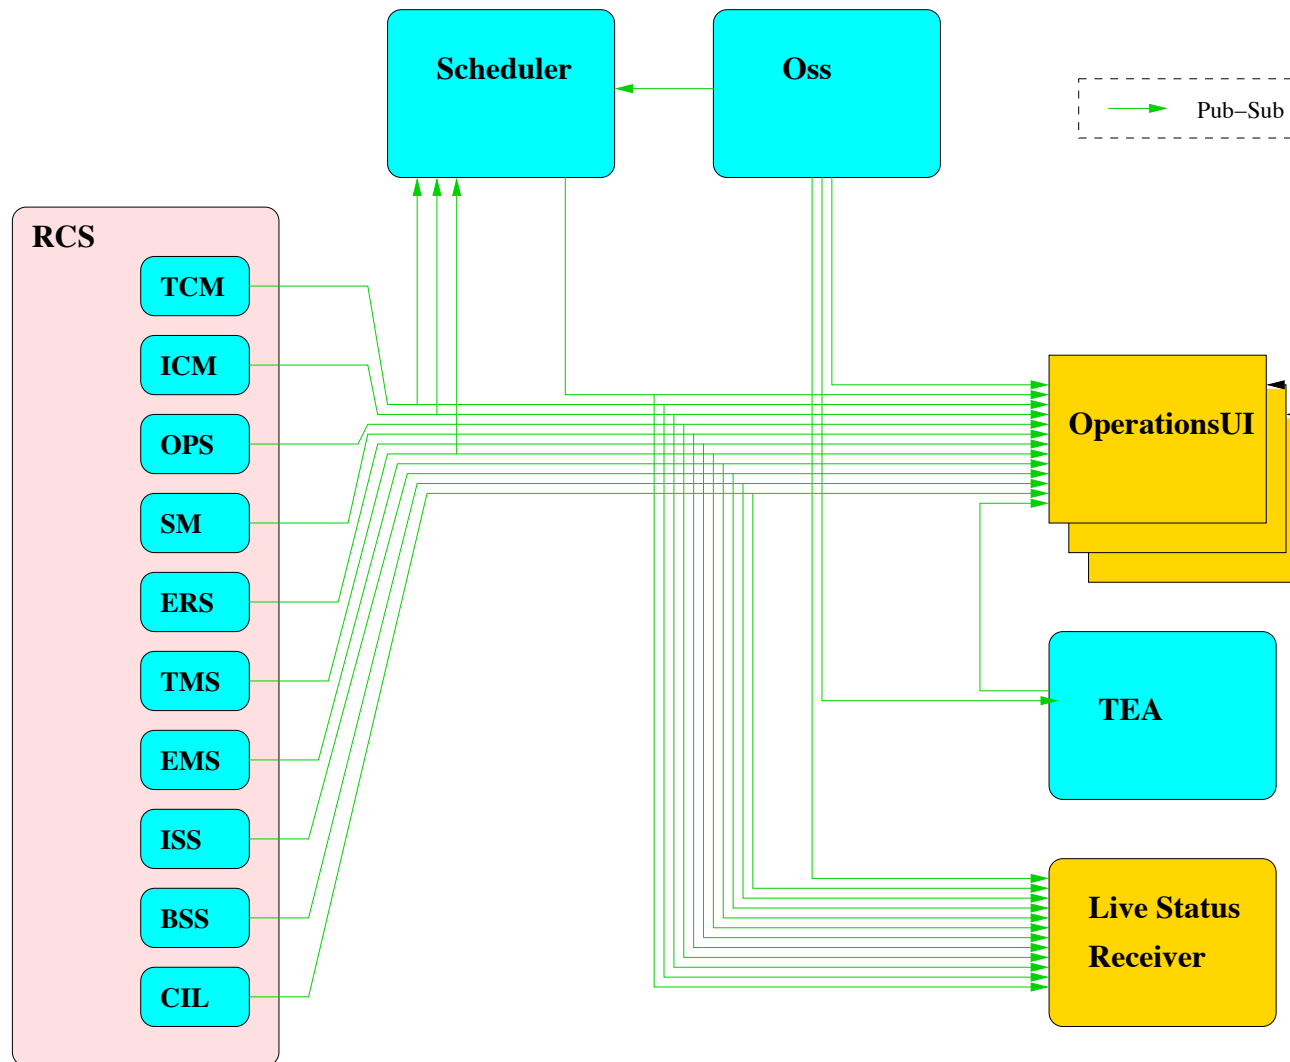 Scheduler
Oss
Pub–Sub
RCS
TCM
ICM
OPS
SM
ERS
TMS
EMS
ISS
BSS
CIL
OperationsUI
TEA
Live Status
Receiver